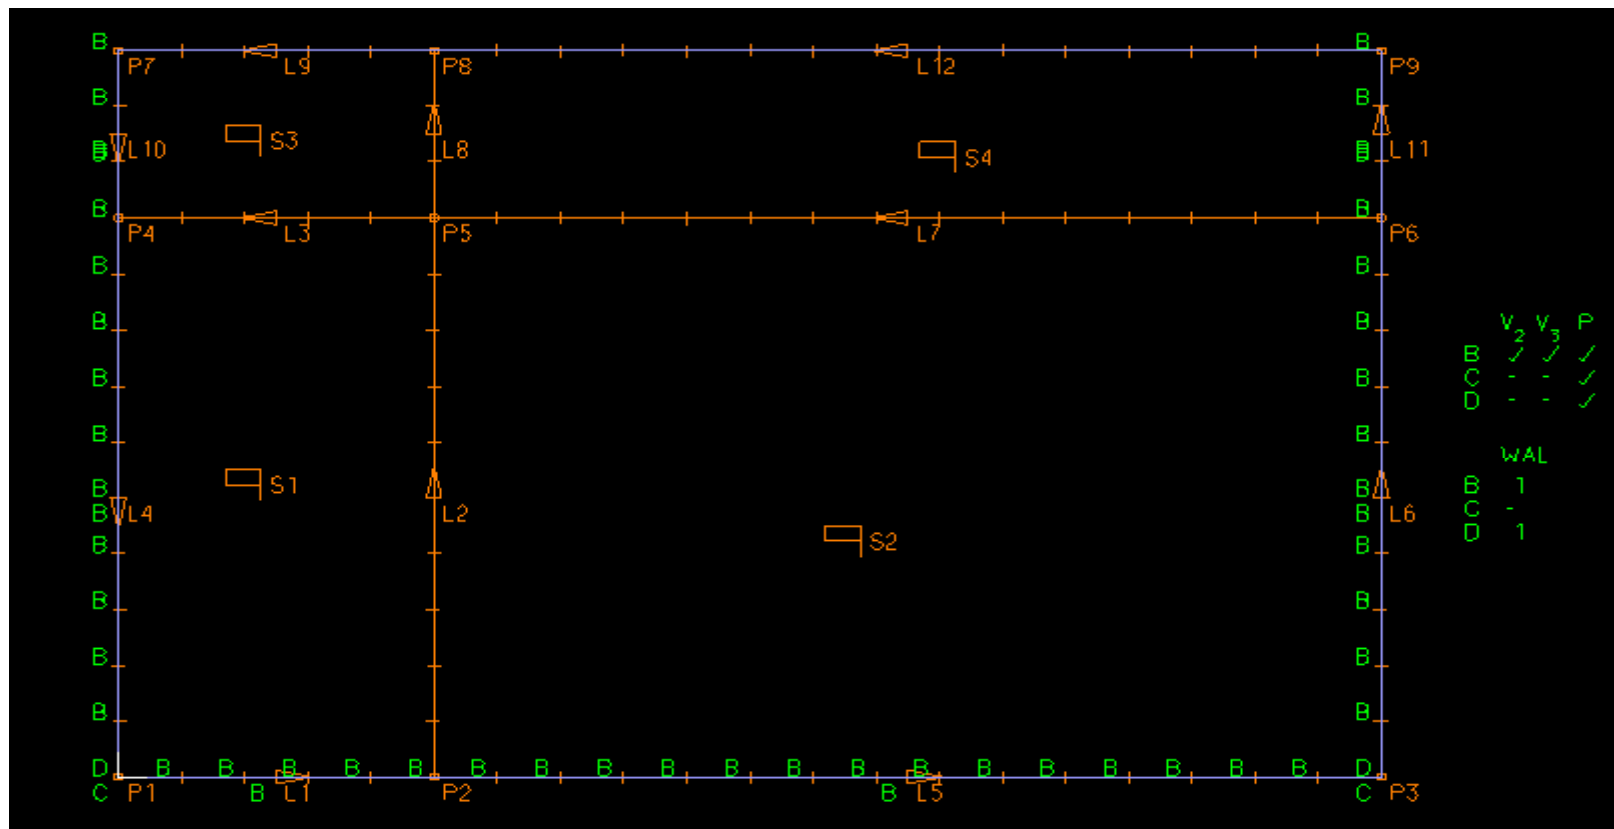 B B
P7 L9 P8 L12 P9
B B
S3
B L10 L8 S4 B L11
B B
P4 L3 P5 L7 P6
B B
V2 V3 P
B B
B ✓ ✓ ✓
B B
C - - ✓
D - - ✓
B B
WAL
S1
B B
B 1
B L4 L2 B L6
C -
D 1
S2
B B
B B
B B
B B
D B B B B B B B B B B B B B B B B B B B D
C P1 B L1 P2 B L5 C P3